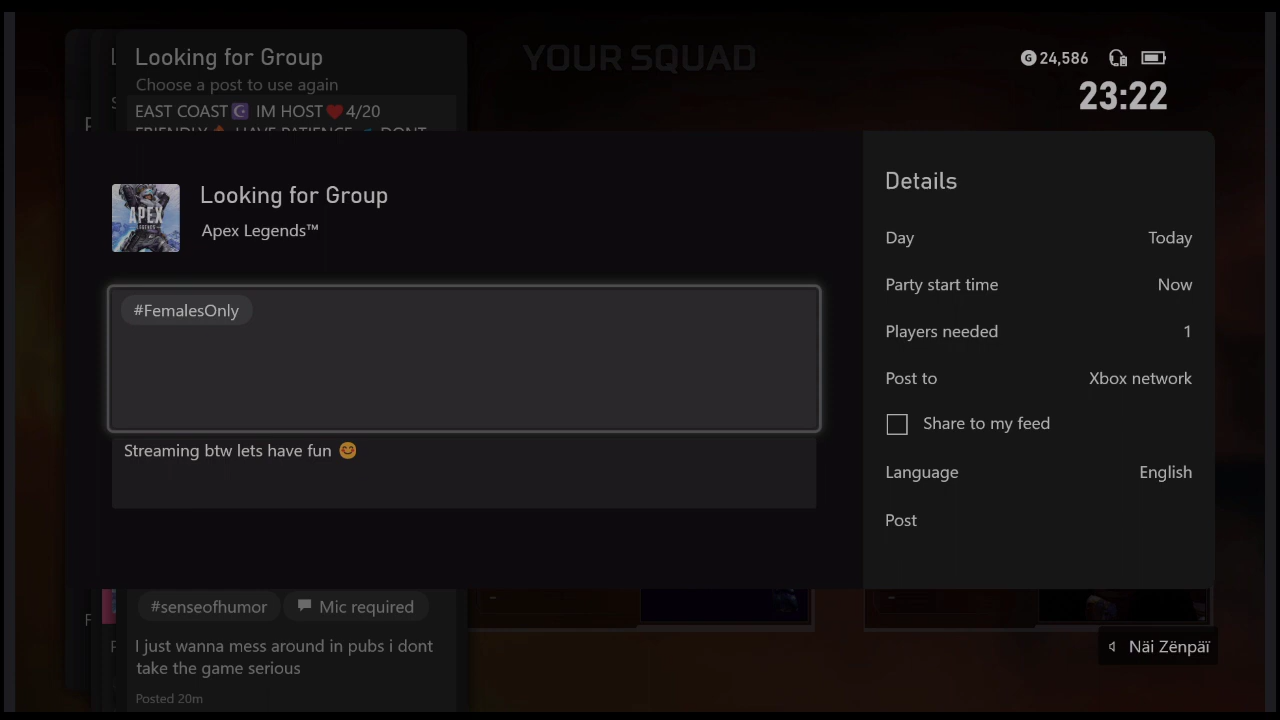 Looking for Group
YOUR SQUAD
G 24,586
Choose a post to use again
23:22
EAST COAST☪️ IM HOST❤️4/20
Looking for Group
Apex Legends™
APEX
LEGENDS
#FemalesOnly
Streaming btw lets have fun 😊
Details
Day Today
Party start time Now
Players needed 1
Post to Xbox network
Share to my feed
Language English
Post
#senseofhumor Mic required
I just wanna mess around in pubs i dont
take the game serious
Posted 20m
Näi Zënpäï